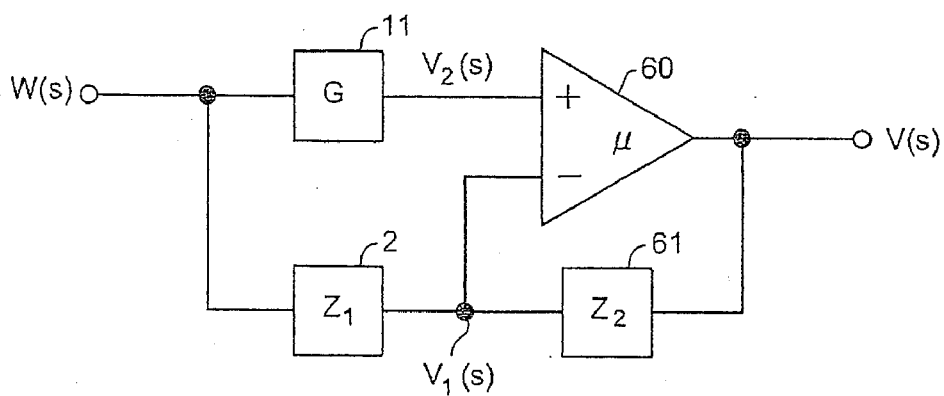 11
60
W(s)
G
V₂(s)
+
μ
−
V(s)
2
61
Z₁
Z₂
V₁(s)